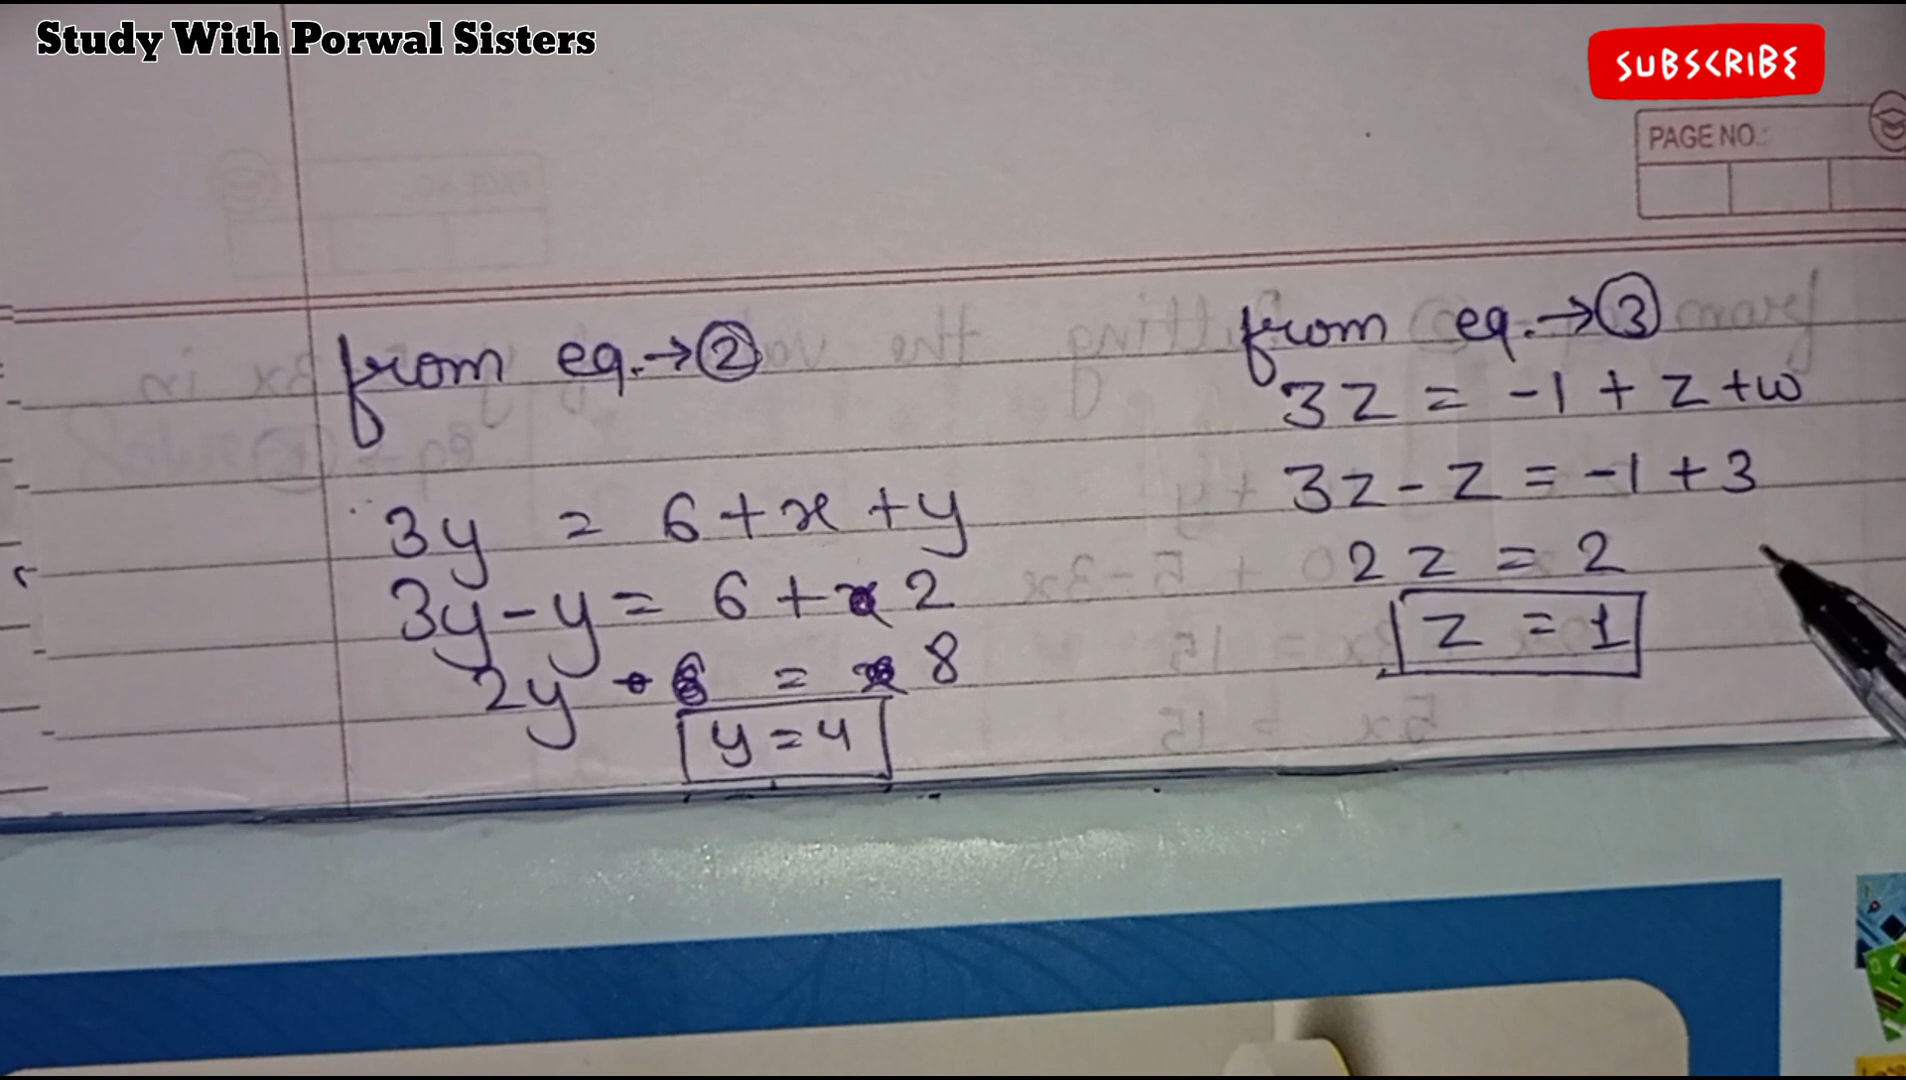 Study With Porwal Sisters
SUBSCRIBE
PAGE NO.:
from eq.→②
3y = 6+x+y
3y-y= 6+2
2y = 8
y=4
from eq.→③
3z = -1+z+w
3z-z=-1+3
2z = 2
z = 1